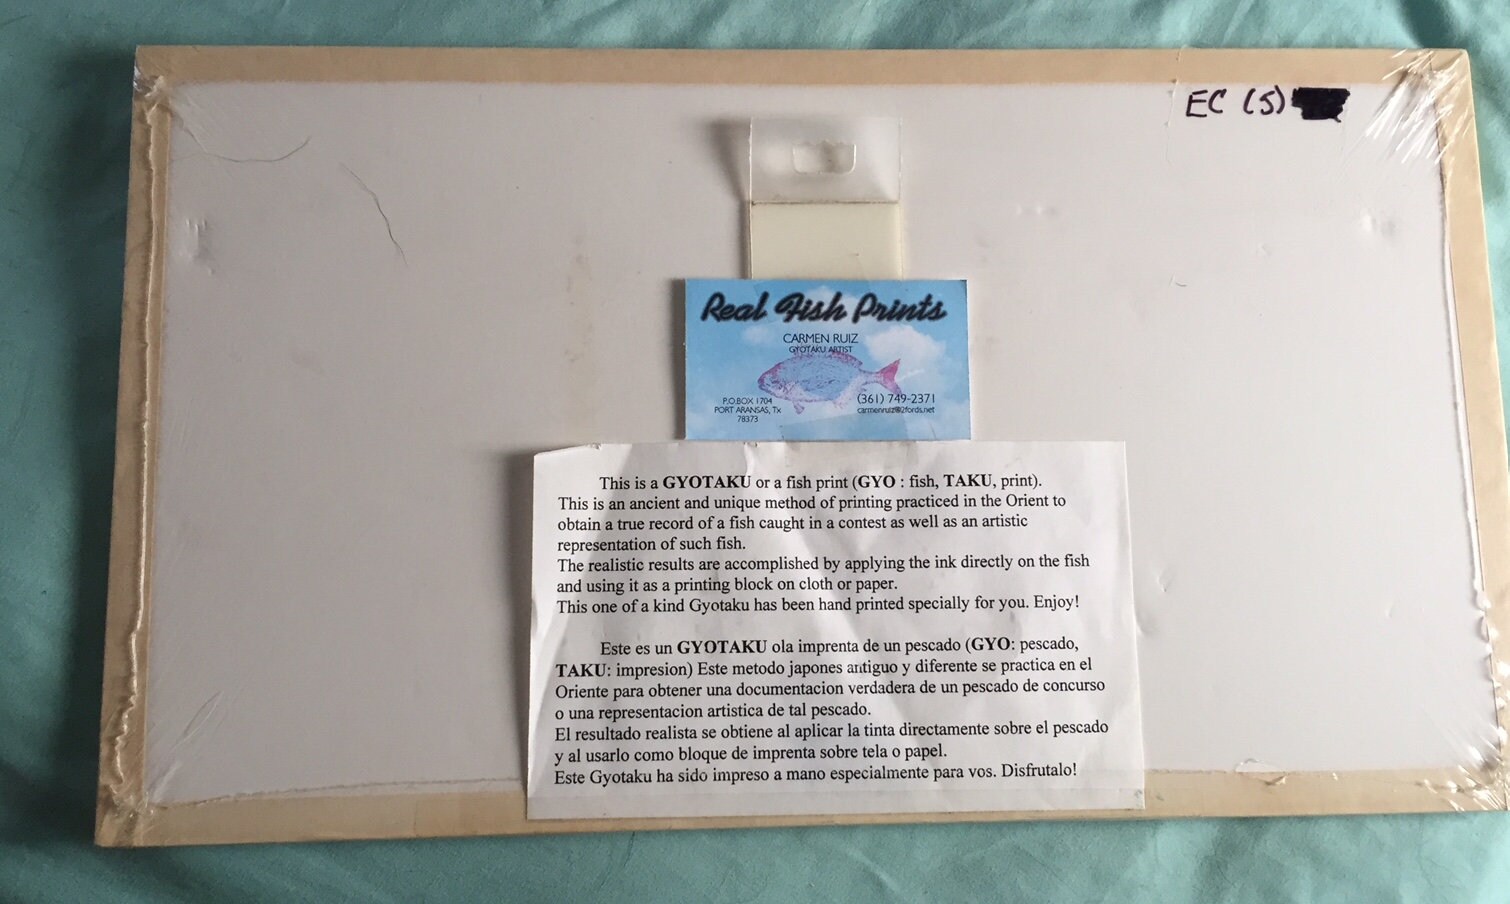 EC (5)
Real Fish Prints
CARMEN RUIZ
GYOTAKU ARTIST
P.O.BOX 1704
PORT ARANSAS, Tx
78373
(361) 749-2371
carmenruiz@2fords.net
This is a GYOTAKU or a fish print (GYO : fish, TAKU, print).
This is an ancient and unique method of printing practiced in the Orient to
obtain a true record of a fish caught in a contest as well as an artistic
representation of such fish.
The realistic results are accomplished by applying the ink directly on the fish
and using it as a printing block on cloth or paper.
This one of a kind Gyotaku has been hand printed specially for you. Enjoy!
Este es un GYOTAKU ola imprenta de un pescado (GYO: pescado,
TAKU: impresion) Este metodo japones antiguo y diferente se practica en el
Oriente para obtener una documentacion verdadera de un pescado de concurso
o una representacion artistica de tal pescado.
El resultado realista se obtiene al aplicar la tinta directamente sobre el pescado
y al usarlo como bloque de imprenta sobre tela o papel.
Este Gyotaku ha sido impreso a mano especialmente para vos. Disfrutalo!